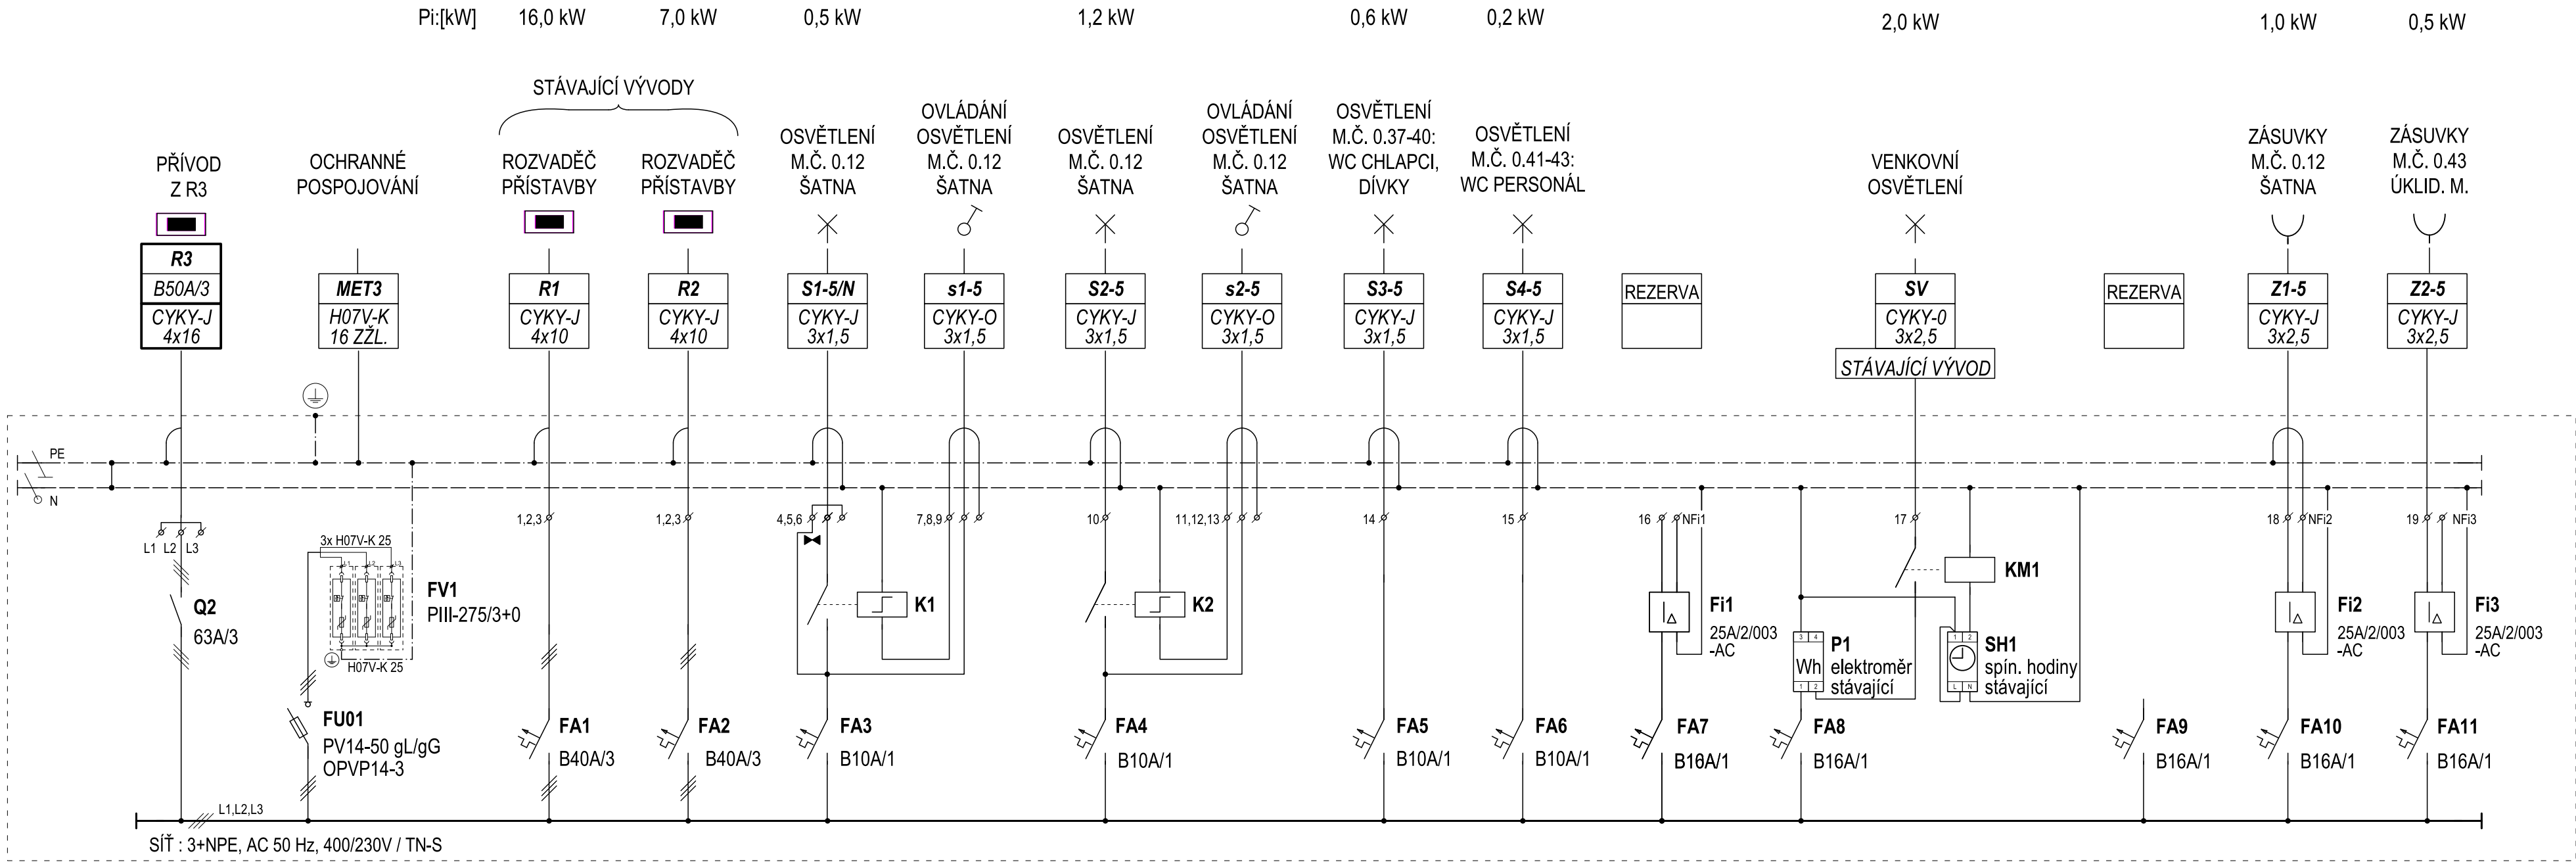 Pi:[kW]
16,0 kW
7,0 kW
0,5 kW
1,2 kW
0,6 kW
0,2 kW
2,0 kW
1,0 kW
0,5 kW
STÁVAJÍCÍ VÝVODY
PŘÍVOD
Z R3
OCHRANNÉ
POSPOJOVÁNÍ
ROZVADĚČ
PŘÍSTAVBY
ROZVADĚČ
PŘÍSTAVBY
OSVĚTLENÍ
M.Č. 0.12
ŠATNA
OVLÁDÁNÍ
OSVĚTLENÍ
M.Č. 0.12
ŠATNA
OSVĚTLENÍ
M.Č. 0.12
ŠATNA
OVLÁDÁNÍ
OSVĚTLENÍ
M.Č. 0.12
ŠATNA
OSVĚTLENÍ
M.Č. 0.37-40:
WC CHLAPCI,
DÍVKY
OSVĚTLENÍ
M.Č. 0.41-43:
WC PERSONÁL
VENKOVNÍ
OSVĚTLENÍ
ZÁSUVKY
M.Č. 0.12
ŠATNA
ZÁSUVKY
M.Č. 0.43
ÚKLID. M.
R3
B50A/3
CYKY-J
4x16
MET3
H07V-K
16 ZŽL.
R1
CYKY-J
4x10
R2
CYKY-J
4x10
S1-5/N
CYKY-J
3x1,5
s1-5
CYKY-O
3x1,5
S2-5
CYKY-J
3x1,5
s2-5
CYKY-O
3x1,5
S3-5
CYKY-J
3x1,5
S4-5
CYKY-J
3x1,5
REZERVA
SV
CYKY-0
3x2,5
STÁVAJÍCÍ VÝVOD
REZERVA
Z1-5
CYKY-J
3x2,5
Z2-5
CYKY-J
3x2,5
PE
N
L1 L2 L3
1,2,3
1,2,3
4,5,6
7,8,9
10
11,12,13
14
15
16
NFi1
17
18
NFi2
19
NFi3
3x H07V-K 25
L1
L2
L3
H07V-K 25
FV1
PIII-275/3+0
Q2
63A/3
K1
K2
KM1
Fi1
25A/2/003
-AC
3 4
Wh
1 2
P1
elektroměr
stávající
1 2
L N
SH1
spín. hodiny
stávající
Fi2
25A/2/003
-AC
Fi3
25A/2/003
-AC
FU01
PV14-50 gL/gG
OPVP14-3
FA1
B40A/3
FA2
B40A/3
FA3
B10A/1
FA4
B10A/1
FA5
B10A/1
FA6
B10A/1
FA7
FA8
B16A/1
FA9
B16A/1
FA10
B16A/1
FA11
B16A/1
L1,L2,L3
SÍŤ : 3+NPE, AC 50 Hz, 400/230V / TN-S